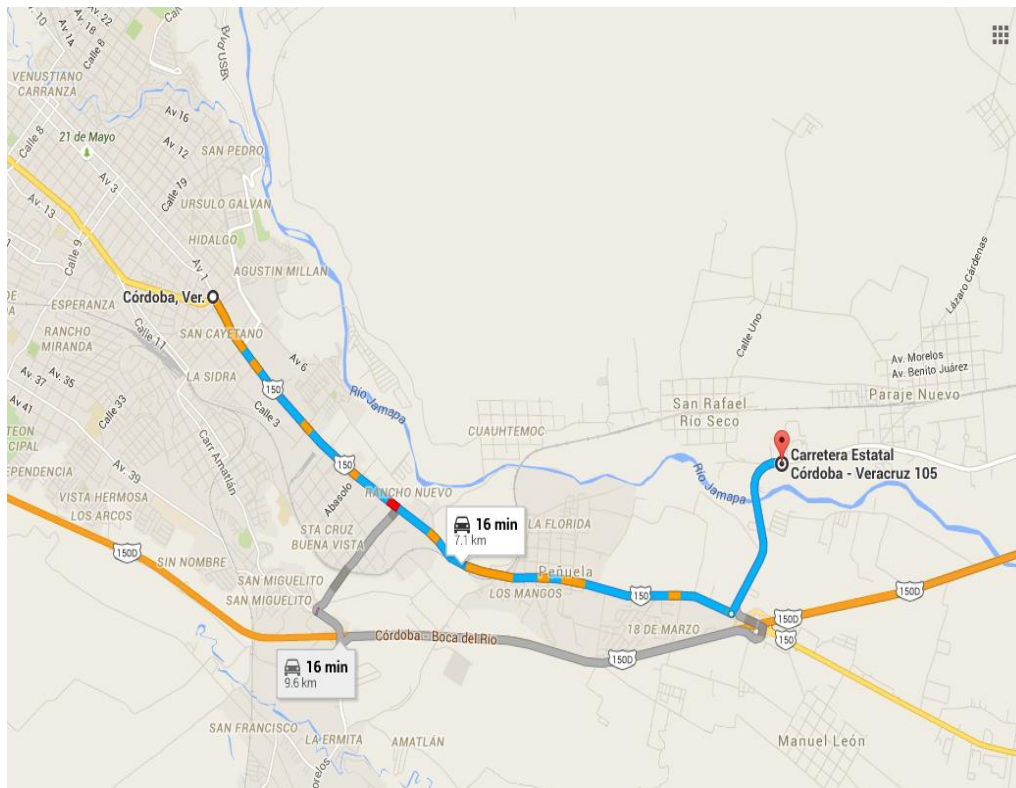 Av. 10
Av 18
Av 22
Av 14
Calle 8
Calle 6
VENUSTIANO
CARRANZA
Blvd USBI
Calle 8
21 de Mayo
Av 16
Av 12
SAN PEDRO
Av 3
Calle 19
Av. 13
URSULO GALVAN
Calle 9
HIDALGO
Av 1
AGUSTIN MILLAN
Córdoba, Ver.
ESPERANZA
RANCHO
MIRANDA
SAN CAYETANO
Calle 11
Av 6
LA SIDRA
150
Calle 3
Av. 35
Av 37
Calle 33
Av 41
Río Jamapa
CUAUHTEMOC
Calle Uno
Lázaro Cárdenas
Av. Morelos
Av. Benito Juárez
Paraje Nuevo
San Rafael
Río Seco
Carretera Estatal
Córdoba - Veracruz 105
Río Jamapa
Carr Amatlán
Av. 39
VISTA HERMOSA
LOS ARCOS
150
Abasolo
RANCHO NUEVO
STA CRUZ
BUENA VISTA
16 min
7.1 km
LA FLORIDA
Peñuela
LOS MANGOS
150D
SIN NOMBRE
SAN MIGUELITO
SAN MIGUELITO
150
150D
150D
150
18 DE MARZO
Córdoba - Boca del Río
150D
16 min
9.6 km
SAN FRANCISCO
LA ERMITA
AMATLÁN
Manuel León